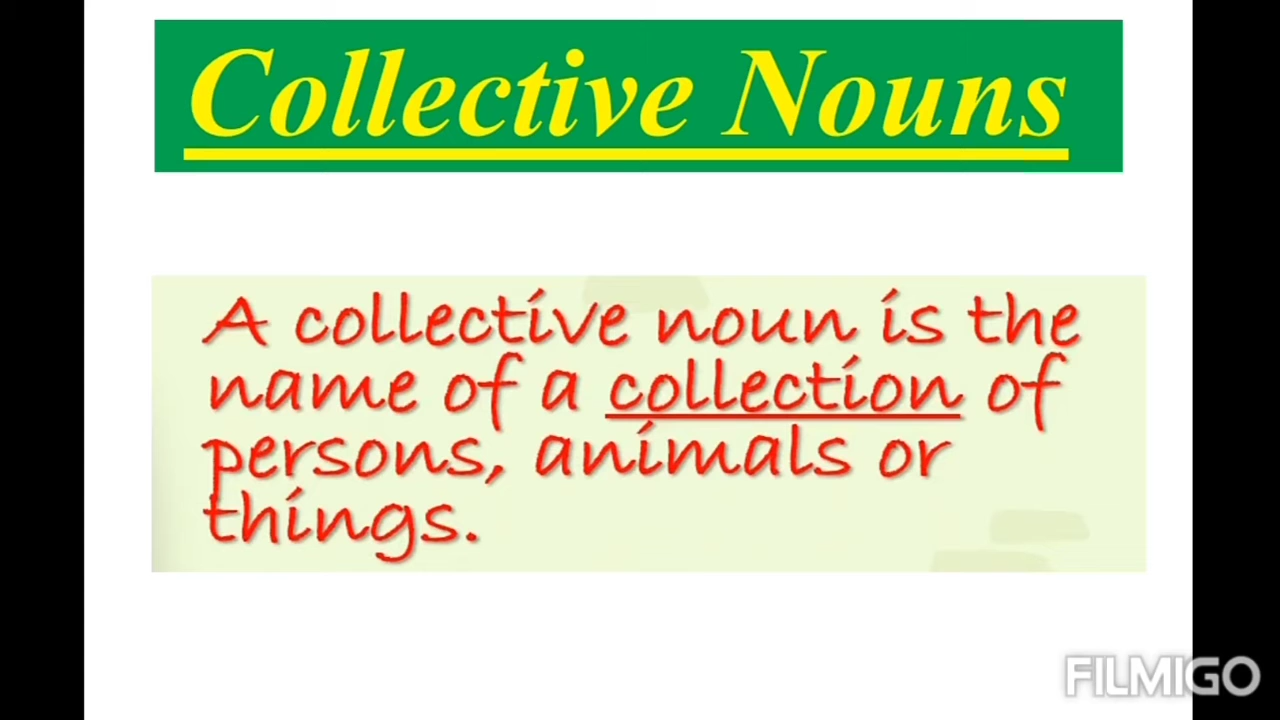 Collective Nouns
A collective noun is the
name of a collection of
persons, animals or
things.
FILMIGO